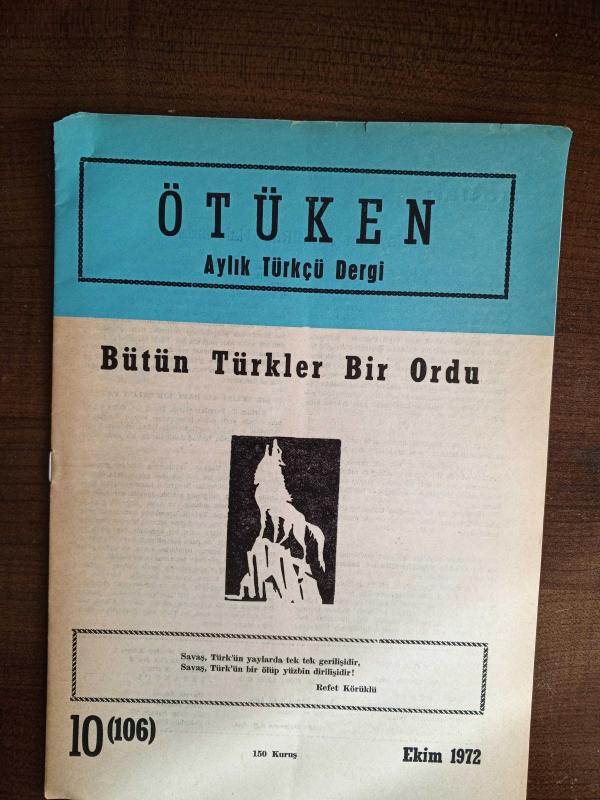 ÖTÜKEN
Aylık Türkçü Dergi
Bütün Türkler Bir Ordu
Savaş, Türk'ün yaylarda tek tek gerilişidir,
Savaş, Türk'ün bir ölüp yüzbin dirilişidir!
Refet Körüklü
10 (106)
150 Kuruş
Ekim 1972